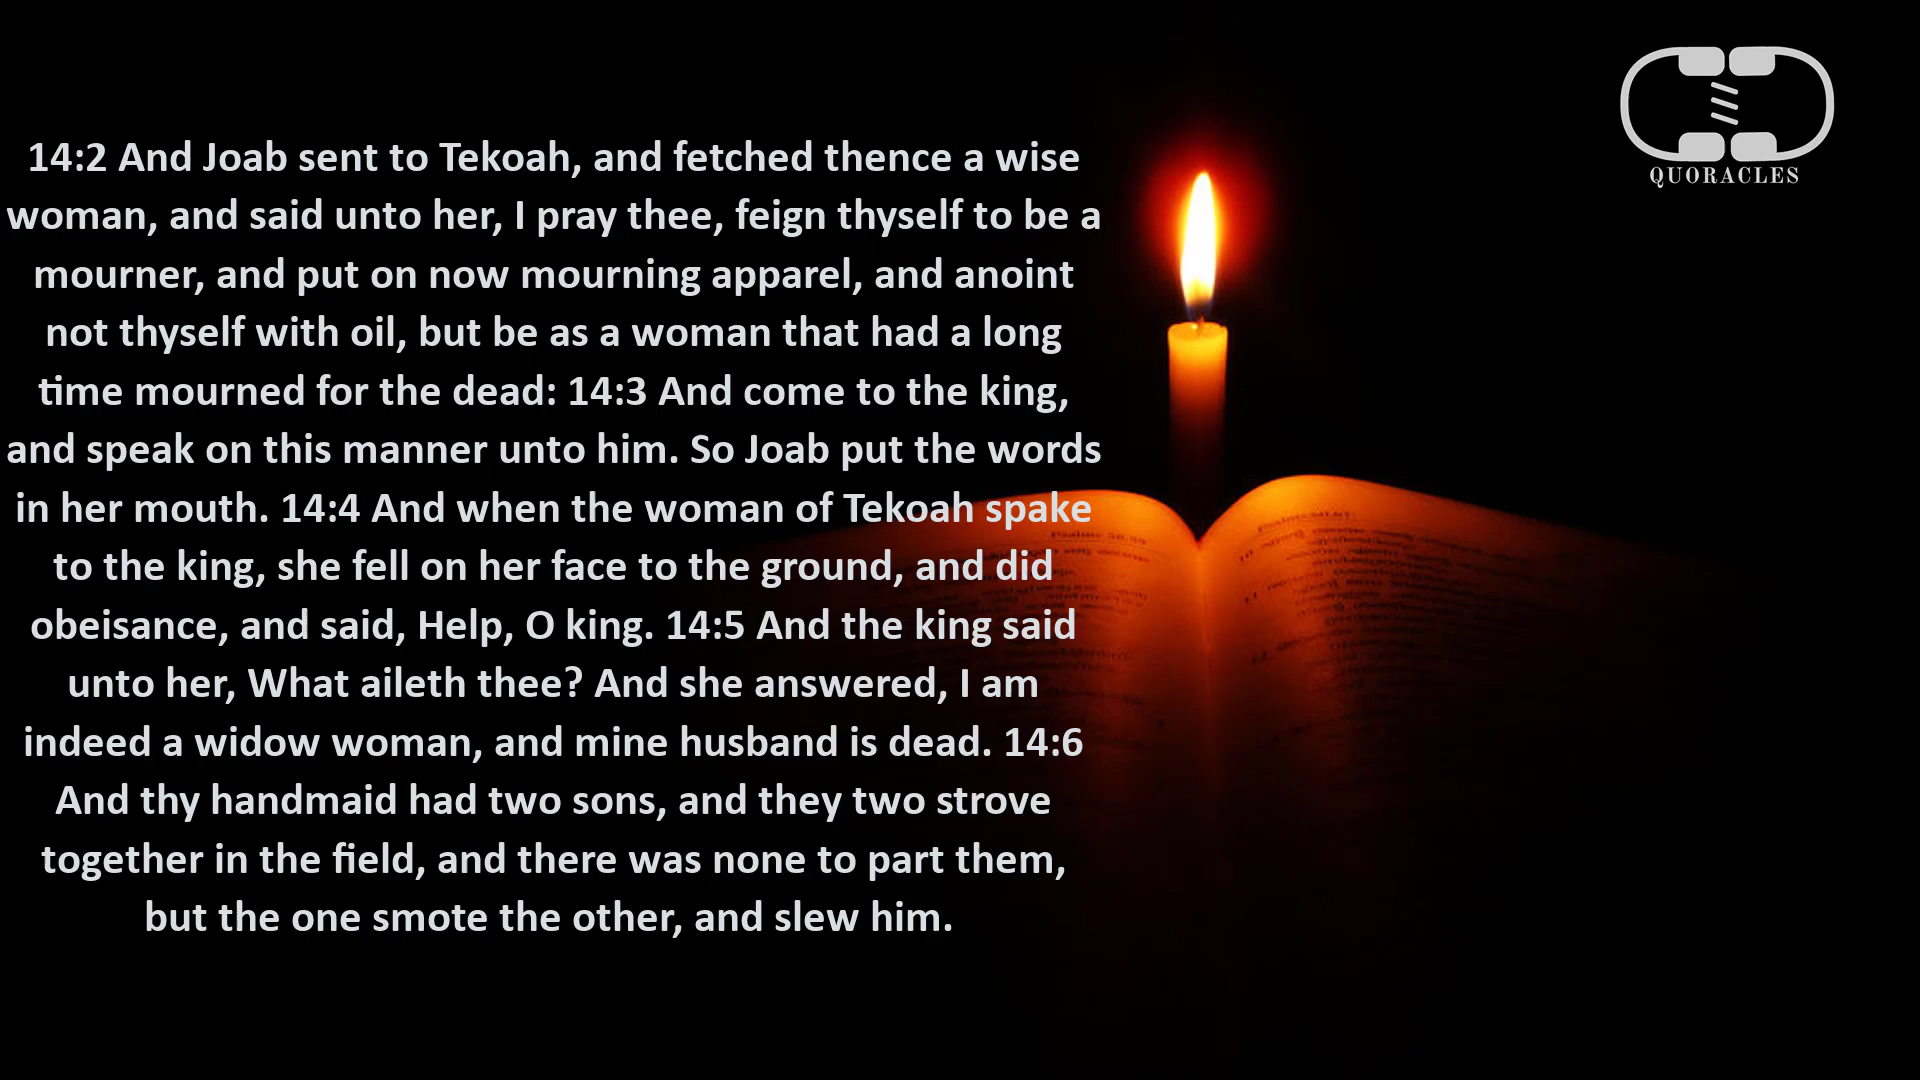 14:2 And Joab sent to Tekoah, and fetched thence a wise
woman, and said unto her, I pray thee, feign thyself to be a
mourner, and put on now mourning apparel, and anoint
not thyself with oil, but be as a woman that had a long
time mourned for the dead: 14:3 And come to the king,
and speak on this manner unto him. So Joab put the words
in her mouth. 14:4 And when the woman of Tekoah spake
to the king, she fell on her face to the ground, and did
obeisance, and said, Help, O king. 14:5 And the king said
unto her, What aileth thee? And she answered, I am
indeed a widow woman, and mine husband is dead. 14:6
And thy handmaid had two sons, and they two strove
together in the field, and there was none to part them,
but the one smote the other, and slew him.
QUORACLES